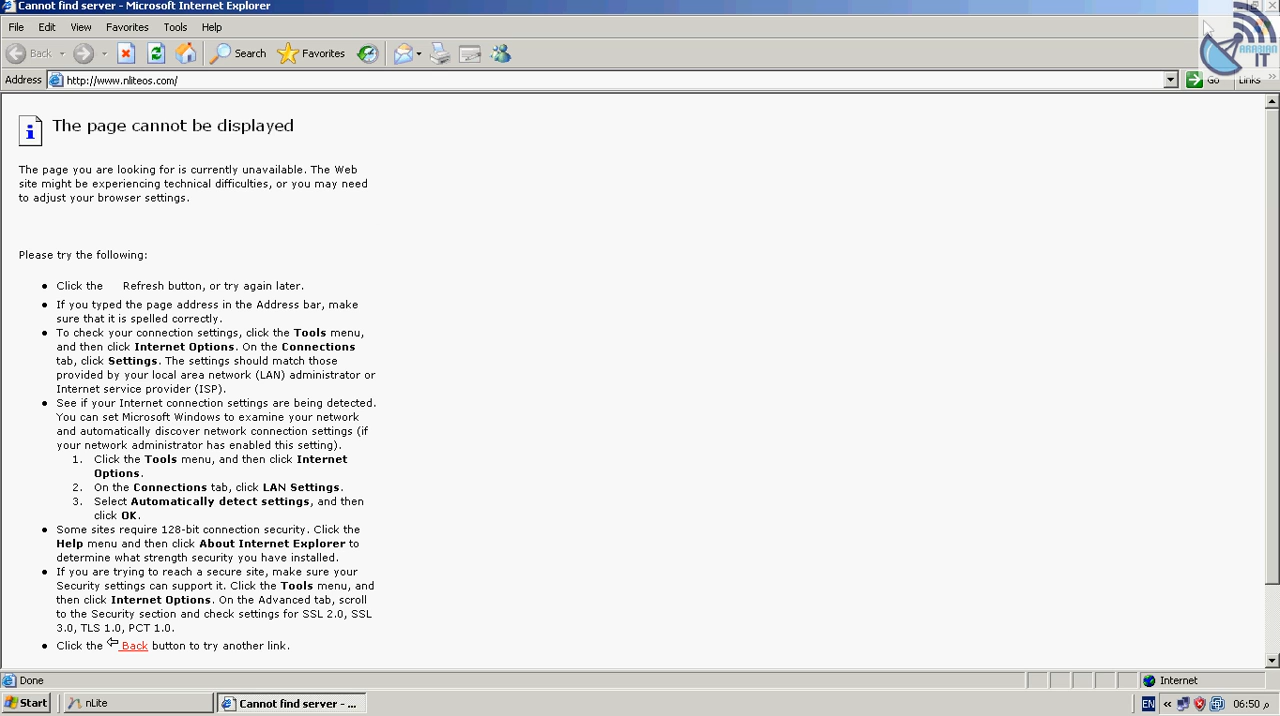 Cannot find server - Microsoft Internet Explorer
File Edit View Favorites Tools Help
Back Search Favorites
Address http://www.nliteos.com/ Go Links »
ARABIAN
IT
The page cannot be displayed
The page you are looking for is currently unavailable. The Web
site might be experiencing technical difficulties, or you may need
to adjust your browser settings.
Please try the following:
Click the Refresh button, or try again later.
If you typed the page address in the Address bar, make
sure that it is spelled correctly.
To check your connection settings, click the Tools menu,
and then click Internet Options. On the Connections
tab, click Settings. The settings should match those
provided by your local area network (LAN) administrator or
Internet service provider (ISP).
See if your Internet connection settings are being detected.
You can set Microsoft Windows to examine your network
and automatically discover network connection settings (if
your network administrator has enabled this setting).
1. Click the Tools menu, and then click Internet
Options.
2. On the Connections tab, click LAN Settings.
3. Select Automatically detect settings, and then
click OK.
Some sites require 128-bit connection security. Click the
Help menu and then click About Internet Explorer to
determine what strength security you have installed.
If you are trying to reach a secure site, make sure your
Security settings can support it. Click the Tools menu, and
then click Internet Options. On the Advanced tab, scroll
to the Security section and check settings for SSL 2.0, SSL
3.0, TLS 1.0, PCT 1.0.
Click the Back button to try another link.
Done Internet
Start nLite Cannot find server - ... EN « 06:50 م